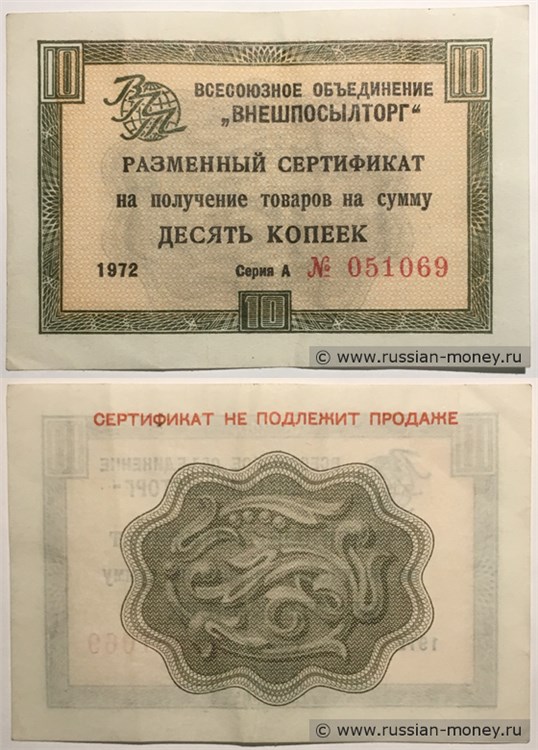 10 10
ВПТ
ВСЕСОЮЗНОЕ ОБЪЕДИНЕНИЕ
„ВНЕШПОСЫЛТОРГ“
РАЗМЕННЫЙ СЕРТИФИКАТ
на получение товаров на сумму
ДЕСЯТЬ КОПЕЕК
1972 Серия А № 051069
10
© www.russian-money.ru
СЕРТИФИКАТ НЕ ПОДЛЕЖИТ ПРОДАЖЕ
© www.russian-money.ru